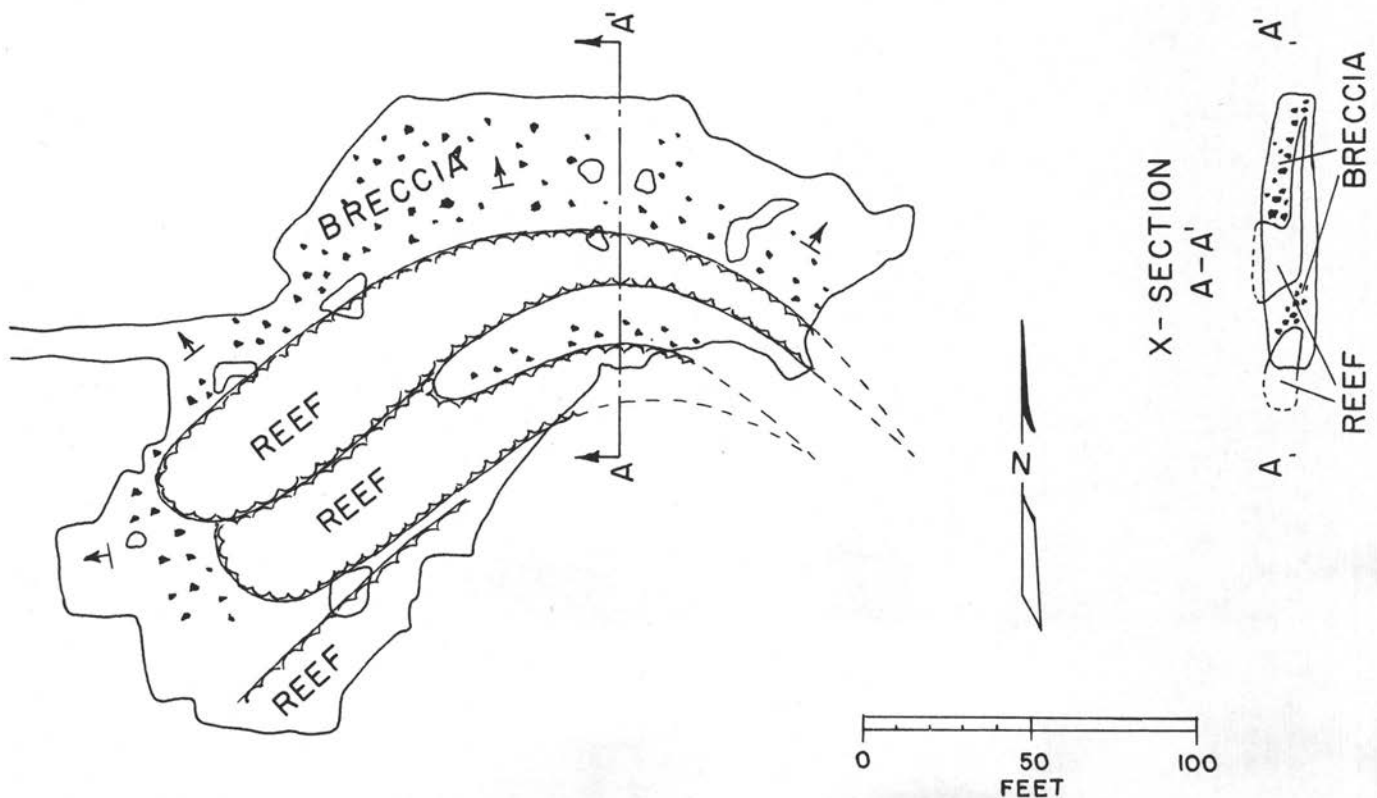 A'
BRECCIA
REEF
REEF
REEF
A
N
0 50 100
FEET
X - SECTION
A-A'
A'
BRECCIA
REEF
A